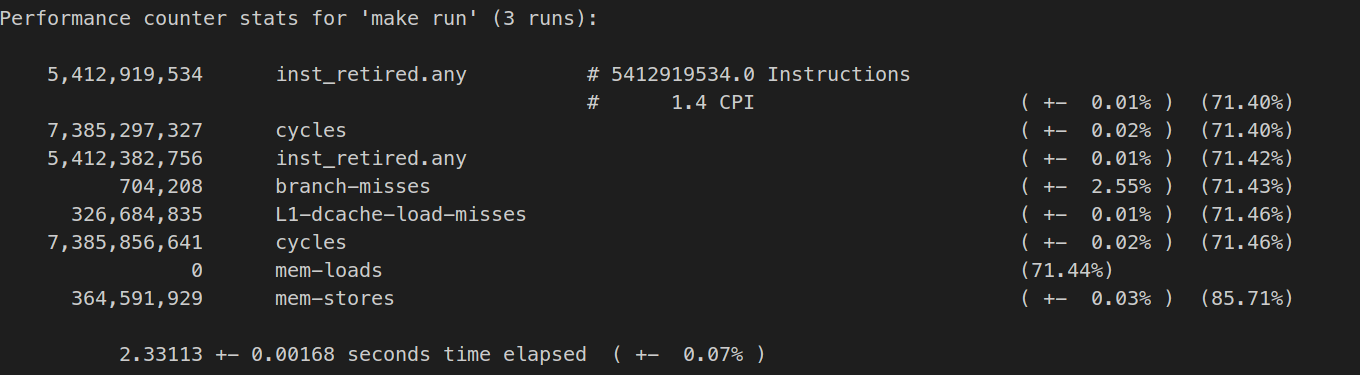 Performance counter stats for 'make run' (3 runs):
5,412,919,534 inst_retired.any # 5412919534.0 Instructions
# 1.4 CPI ( +- 0.01% ) (71.40%)
7,385,297,327 cycles ( +- 0.02% ) (71.40%)
5,412,382,756 inst_retired.any ( +- 0.01% ) (71.42%)
704,208 branch-misses ( +- 2.55% ) (71.43%)
326,684,835 L1-dcache-load-misses ( +- 0.01% ) (71.46%)
7,385,856,641 cycles ( +- 0.02% ) (71.46%)
0 mem-loads (71.44%)
364,591,929 mem-stores ( +- 0.03% ) (85.71%)
2.33113 +- 0.00168 seconds time elapsed ( +- 0.07% )